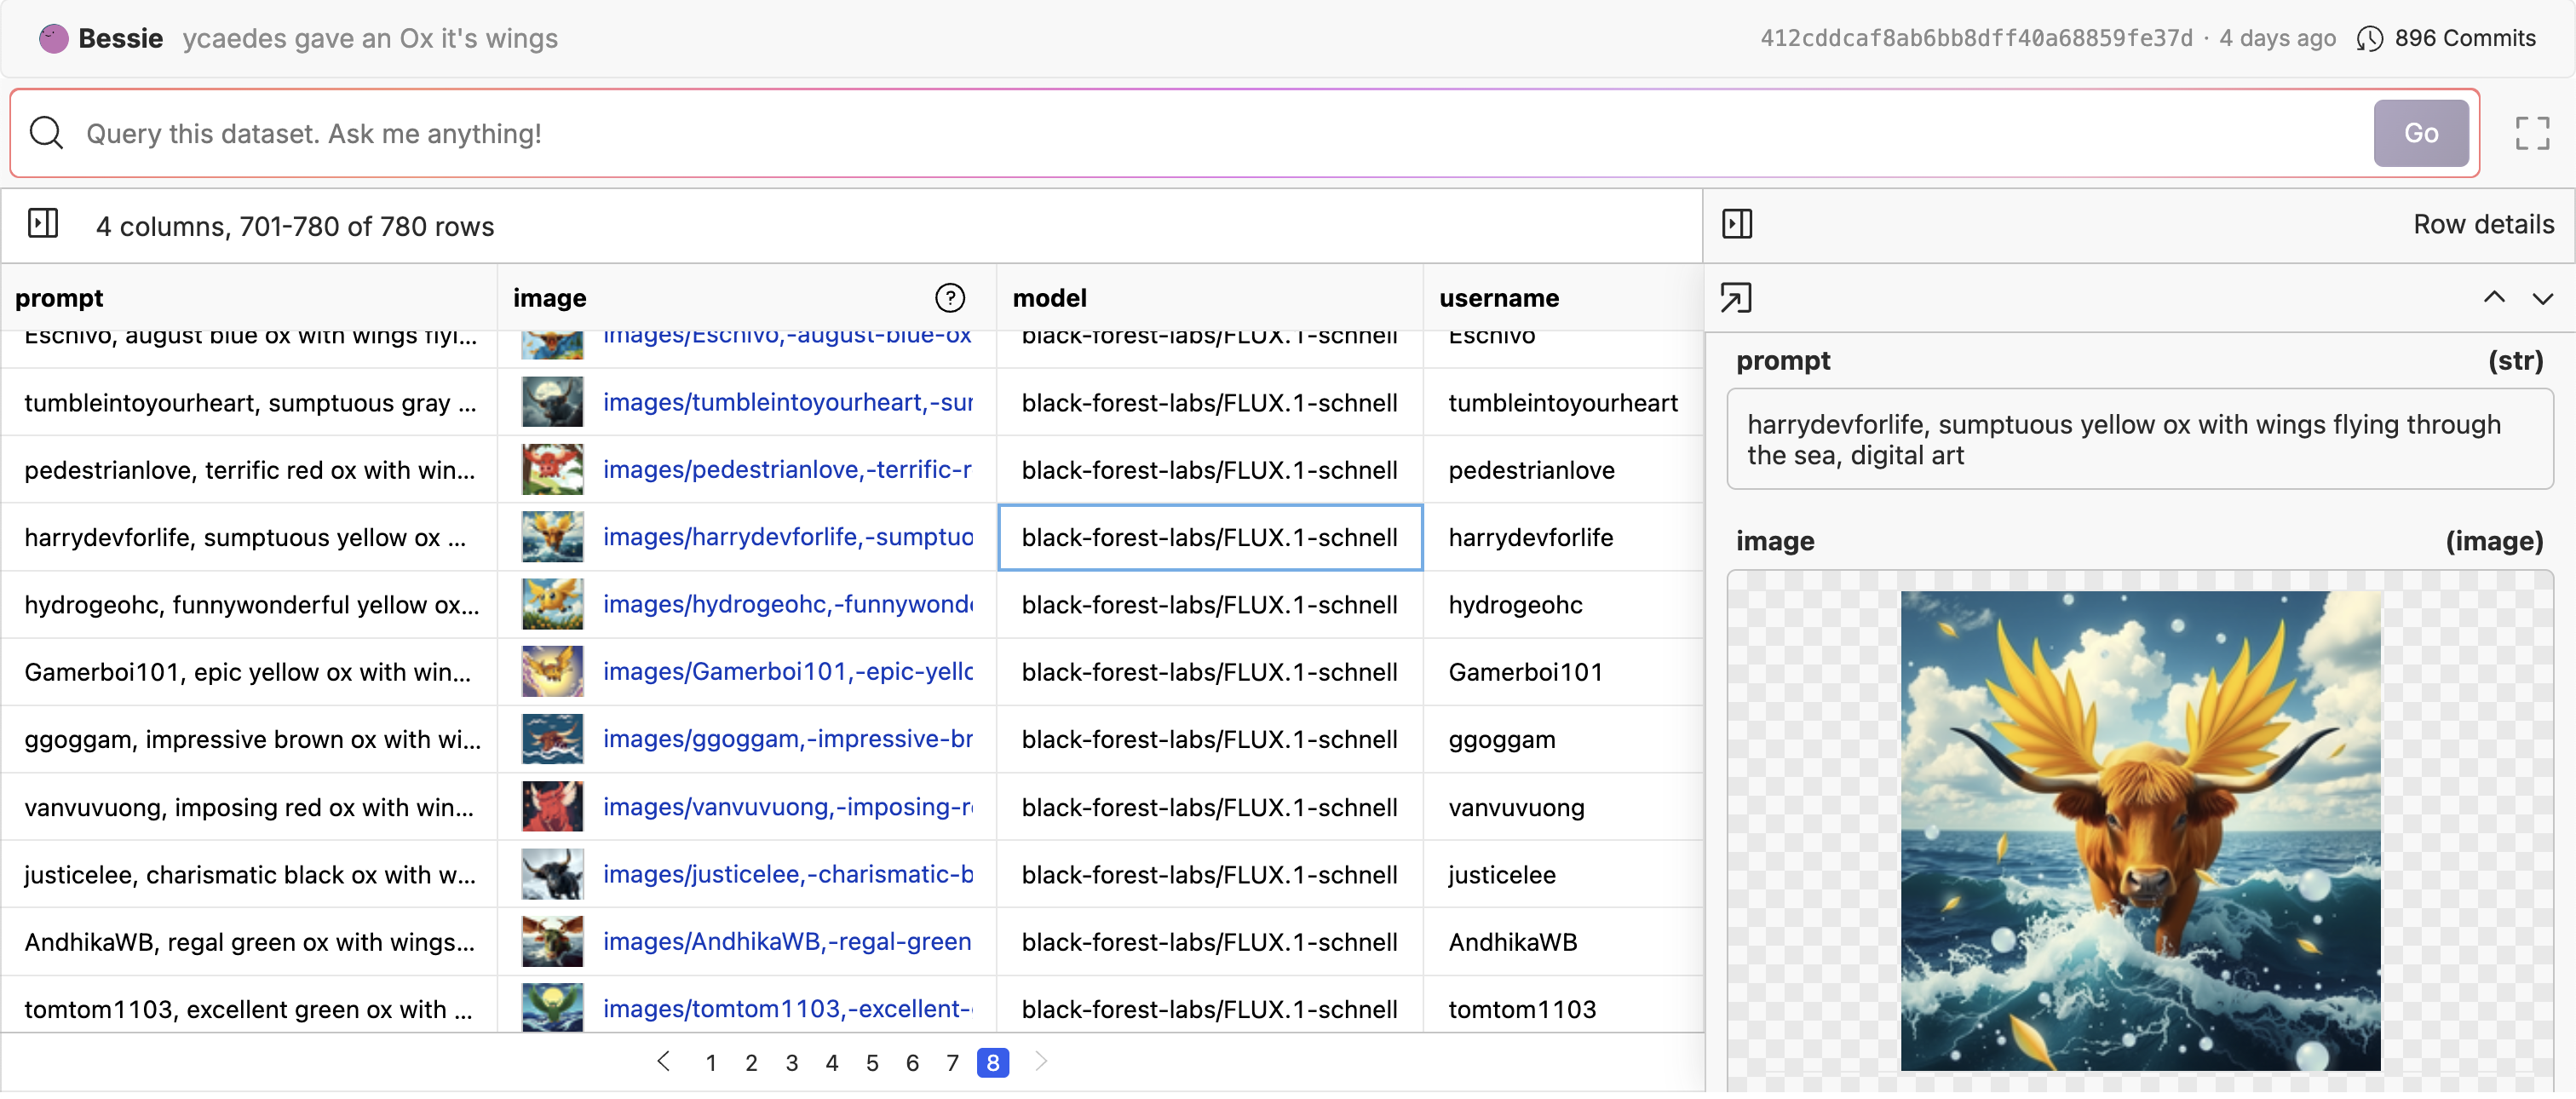 Bessie ycaedes gave an Ox it's wings 412cddcaf8ab6bb8dff40a68859fe37d · 4 days ago 896 Commits
Query this dataset. Ask me anything! Go
4 columns, 701-780 of 780 rows Row details
prompt image ? model username
Eschivo, august blue ox with wings flyi... images/Eschivo,-august-blue-ox black-forest-labs/FLUX.1-schnell Eschivo
tumbleintoyourheart, sumptuous gray ... images/tumbleintoyourheart,-sur black-forest-labs/FLUX.1-schnell tumbleintoyourheart
pedestrianlove, terrific red ox with win... images/pedestrianlove,-terrific-r black-forest-labs/FLUX.1-schnell pedestrianlove
harrydevforlife, sumptuous yellow ox ... images/harrydevforlife,-sumptuo black-forest-labs/FLUX.1-schnell harrydevforlife
hydrogeohc, funnywonderful yellow ox... images/hydrogeohc,-funnywonde black-forest-labs/FLUX.1-schnell hydrogeohc
Gamerboi101, epic yellow ox with win... images/Gamerboi101,-epic-yello black-forest-labs/FLUX.1-schnell Gamerboi101
ggoggam, impressive brown ox with wi... images/ggoggam,-impressive-br black-forest-labs/FLUX.1-schnell ggoggam
vanvuvuong, imposing red ox with win... images/vanvuvuong,-imposing-re black-forest-labs/FLUX.1-schnell vanvuvuong
justicelee, charismatic black ox with w... images/justicelee,-charismatic-b black-forest-labs/FLUX.1-schnell justicelee
AndhikaWB, regal green ox with wings... images/AndhikaWB,-regal-green black-forest-labs/FLUX.1-schnell AndhikaWB
tomtom1103, excellent green ox with ... images/tomtom1103,-excellent- black-forest-labs/FLUX.1-schnell tomtom1103
1 2 3 4 5 6 7 8
prompt (str)
harrydevforlife, sumptuous yellow ox with wings flying through
the sea, digital art
image (image)